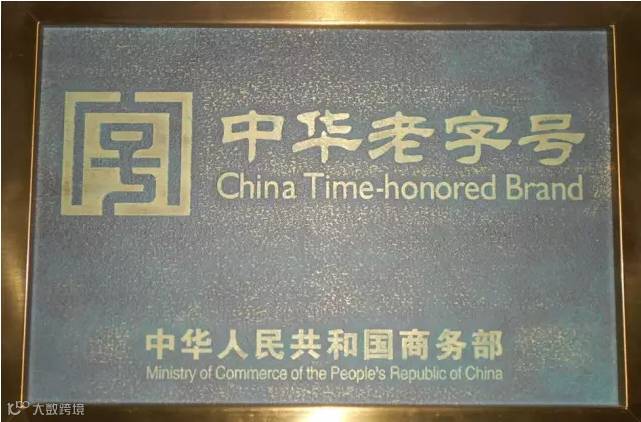 中华老字号
China Time-honored Brand
中华人民共和国商务部
Ministry of Commerce of the People's Republic of China
大数跨境